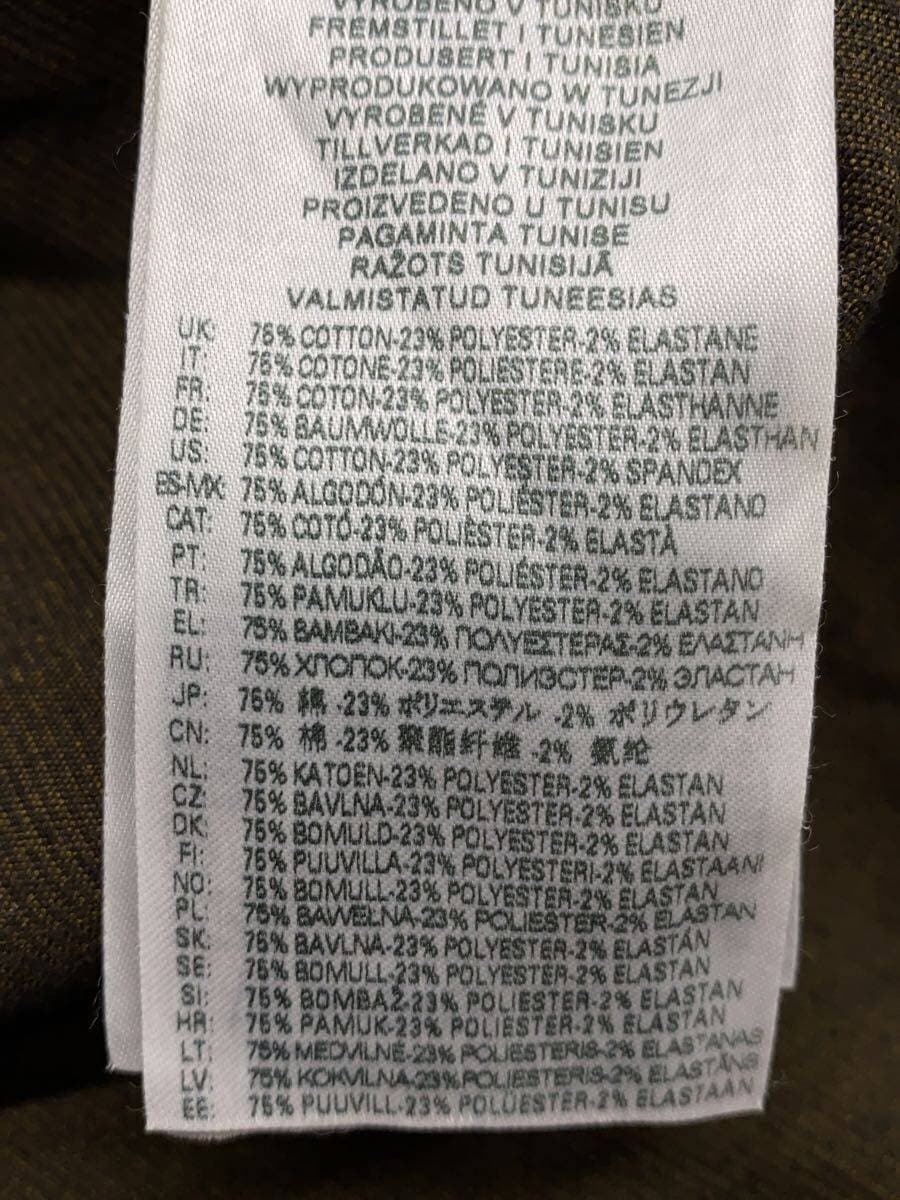 VYROBENO V TUNISKU
FREMSTILLET I TUNESIEN
PRODUSERT I TUNISIA
WYPRODUKOWANO W TUNEZJI
VYROBENÉ V TUNISKU
TILLVERKAD I TUNISIEN
IZDELANO V TUNIZIJI
PROIZVEDENO U TUNISU
PAGAMINTA TUNISE
RAŽOTS TUNISIJĀ
VALMISTATUD TUNEESIAS
UK: 75% COTTON-23% POLYESTER-2% ELASTANE
IT: 75% COTONE-23% POLIESTERE-2% ELASTAN
FR: 75% COTON-23% POLYESTER-2% ELASTHANNE
DE: 75% BAUMWOLLE-23% POLYESTER-2% ELASTHAN
US: 75% COTTON-23% POLYESTER-2% SPANDEX
ES-MX: 75% ALGODÓN-23% POLIÉSTER-2% ELASTANO
CAT: 75% COTÓ-23% POLIÈSTER-2% ELASTÀ
PT: 75% ALGODÃO-23% POLIÉSTER-2% ELASTANO
TR: 75% PAMUKLU-23% POLYESTER-2% ELASTAN
EL: 75% ΒΑΜΒΑΚΙ-23% ΠΟΛΥΕΣΤΕΡΑΣ-2% ΕΛΑΣΤΑΝΗ
RU: 75% ХЛОПОК-23% ПОЛИЭСТЕР-2% ЭЛАСТАН
JP: 75% 綿 -23% ポリエステル -2% ポリウレタン
CN: 75% 棉 -23% 聚酯纤维 -2% 氨纶
NL: 75% KATOEN-23% POLYESTER-2% ELASTAN
CZ: 75% BAVLNA-23% POLYESTER-2% ELASTAN
DK: 75% BOMULD-23% POLYESTER-2% ELASTAN
FI: 75% PUUVILLA-23% POLYESTERI-2% ELASTAANI
NO: 75% BOMULL-23% POLYESTER-2% ELASTAN
PL: 75% BAWEŁNA-23% POLIESTER-2% ELASTAN
SK: 75% BAVLNA-23% POLYESTER-2% ELASTÁN
SE: 75% BOMULL-23% POLYESTER-2% ELASTAN
SI: 75% BOMBAŽ-23% POLIESTER-2% ELASTAN
HR: 75% PAMUK-23% POLIESTER-2% ELASTAN
LT: 75% MEDVILNĖ-23% POLIESTERIS-2% ELASTANAS
LV: 75% KOKVILNA-23% POLIESTERIS-2% ELASTĀNS
EE: 75% PUUVILL-23% POLÜESTER-2% ELASTAAN